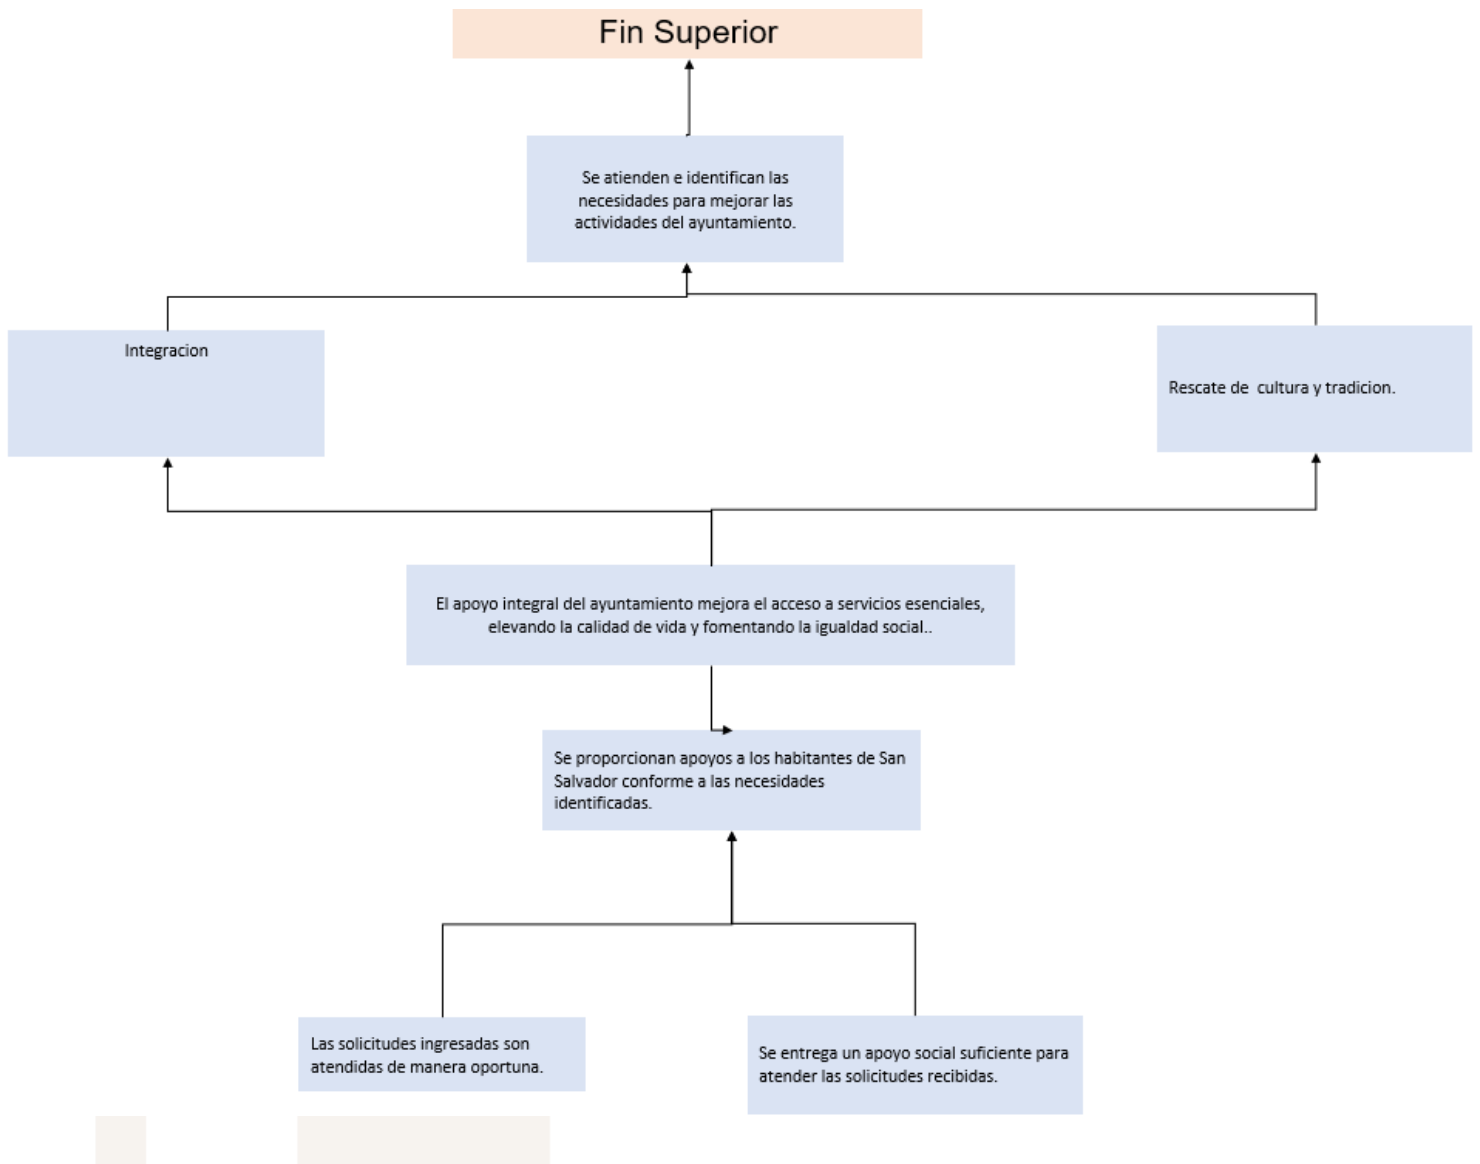 Fin Superior
Se atienden e identifican las
necesidades para mejorar las
actividades del ayuntamiento.
Integracion
Rescate de  cultura y tradicion.
El apoyo integral del ayuntamiento mejora el acceso a servicios esenciales,
elevando la calidad de vida y fomentando la igualdad social..
Se proporcionan apoyos a los habitantes de San
Salvador conforme a las necesidades
identificadas.
Las solicitudes ingresadas son
atendidas de manera oportuna.
Se entrega un apoyo social suficiente para
atender las solicitudes recibidas.